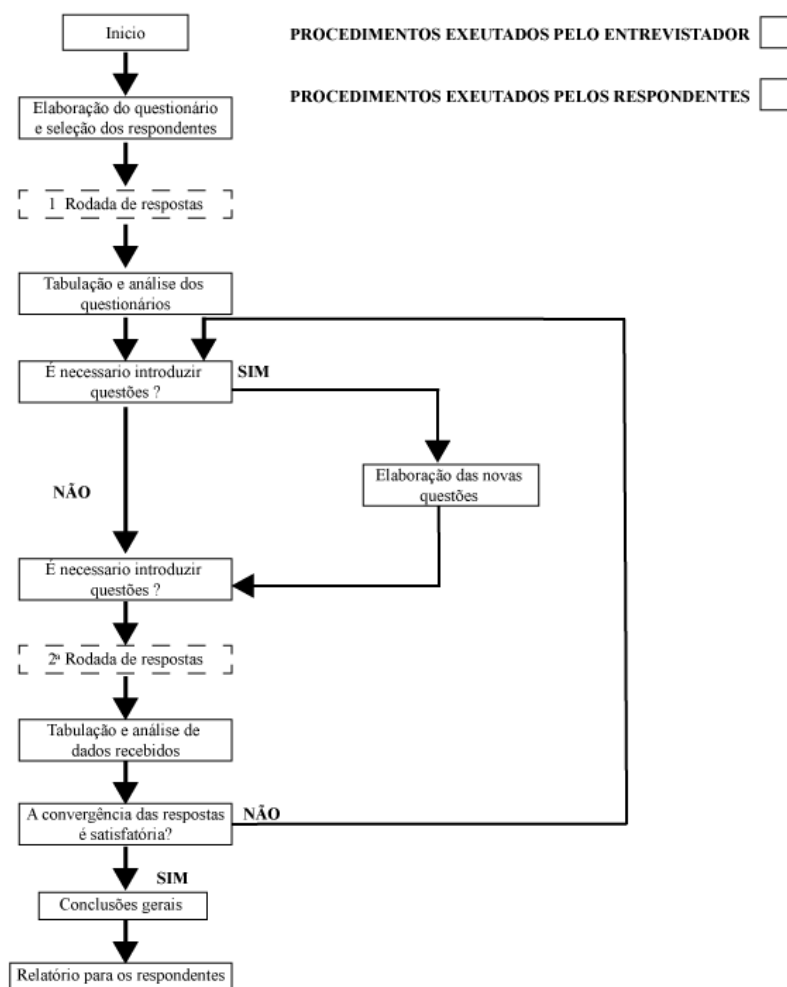 Inicio
PROCEDIMENTOS EXEUTADOS PELO ENTREVISTADOR
PROCEDIMENTOS EXEUTADOS PELOS RESPONDENTES
Elaboração do questionário
e seleção dos respondentes
1 Rodada de respostas
Tabulação e análise dos
questionários
É necessario introduzir
questões ?
SIM
Elaboração das novas
questões
NÃO
É necessario introduzir
questões ?
2ª Rodada de respostas
Tabulação e análise de
dados recebidos
A convergência das respostas
é satisfatória?
NÃO
SIM
Conclusões gerais
Relatório para os respondentes